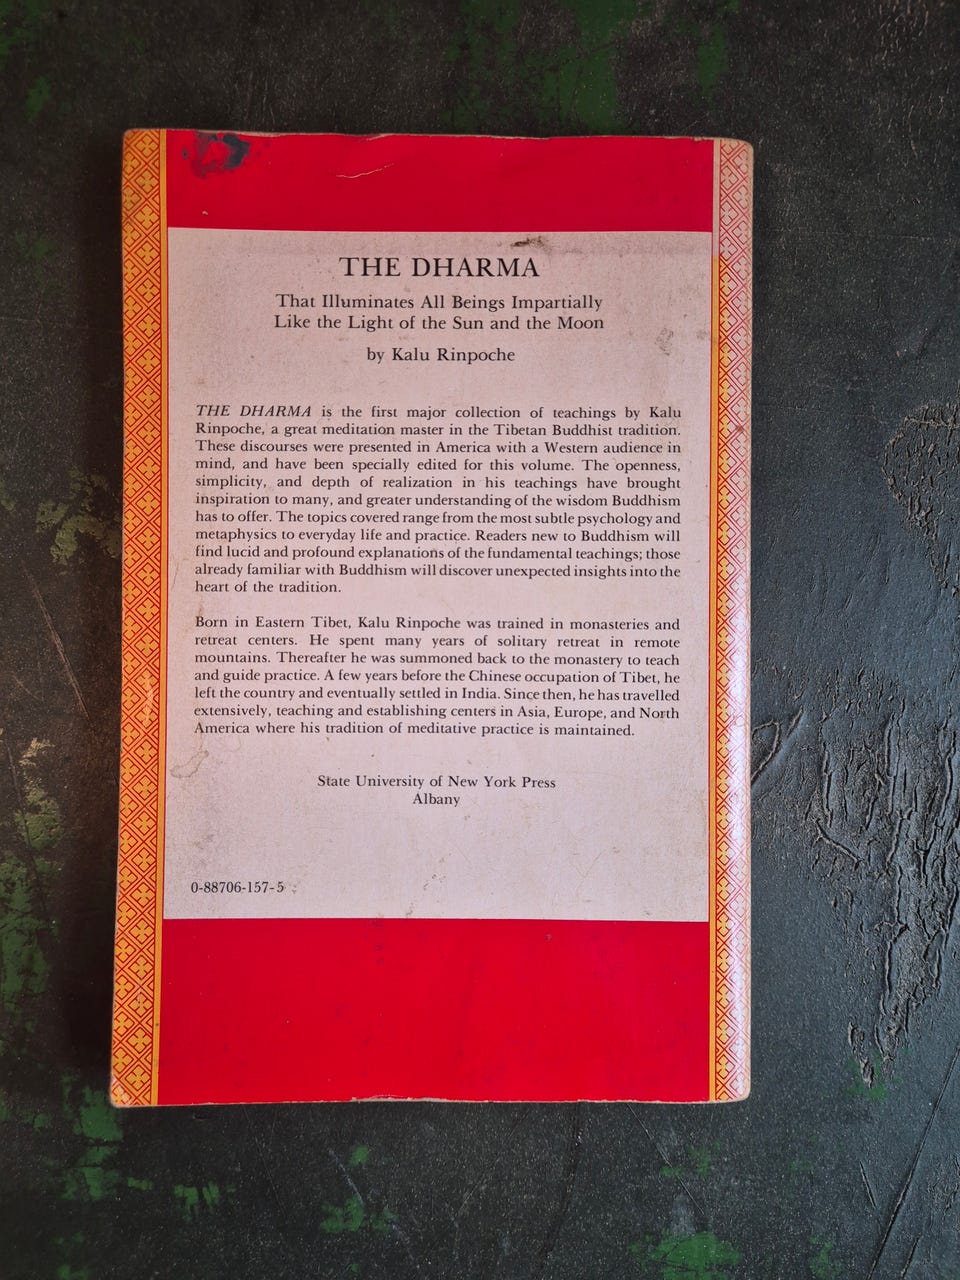 THE DHARMA
That Illuminates All Beings Impartially
Like the Light of the Sun and the Moon
by Kalu Rinpoche
THE DHARMA is the first major collection of teachings by Kalu
Rinpoche, a great meditation master in the Tibetan Buddhist tradition.
These discourses were presented in America with a Western audience in
mind, and have been specially edited for this volume. The openness,
simplicity, and depth of realization in his teachings have brought
inspiration to many, and greater understanding of the wisdom Buddhism
has to offer. The topics covered range from the most subtle psychology and
metaphysics to everyday life and practice. Readers new to Buddhism will
find lucid and profound explanations of the fundamental teachings; those
already familiar with Buddhism will discover unexpected insights into the
heart of the tradition.
Born in Eastern Tibet, Kalu Rinpoche was trained in monasteries and
retreat centers. He spent many years of solitary retreat in remote
mountains. Thereafter he was summoned back to the monastery to teach
and guide practice. A few years before the Chinese occupation of Tibet, he
left the country and eventually settled in India. Since then, he has travelled
extensively, teaching and establishing centers in Asia, Europe, and North
America where his tradition of meditative practice is maintained.
State University of New York Press
Albany
0-88706-157-5